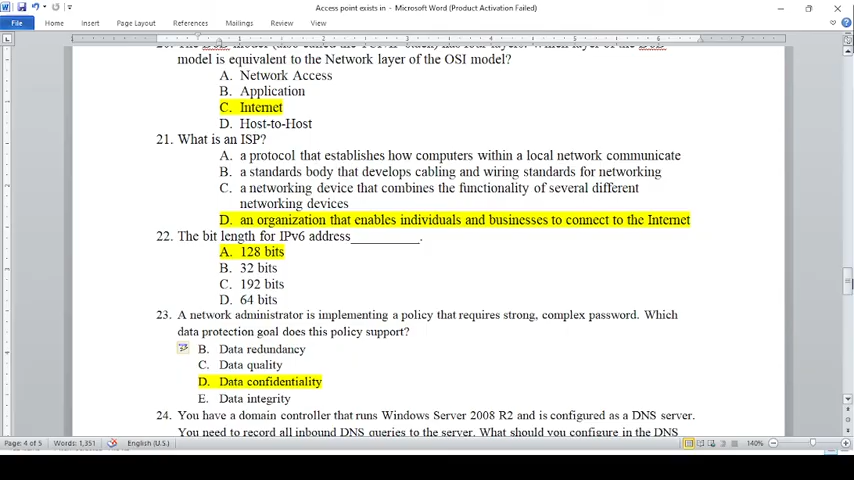 Access point exists in - Microsoft Word (Product Activation Failed)
File Home Insert Page Layout References Mailings Review View
model is equivalent to the Network layer of the OSI model?
A. Network Access
B. Application
C. Internet
D. Host-to-Host
21. What is an ISP?
A. a protocol that establishes how computers within a local network communicate
B. a standards body that develops cabling and wiring standards for networking
C. a networking device that combines the functionality of several different
networking devices
D. an organization that enables individuals and businesses to connect to the Internet
22. The bit length for IPv6 address__________.
A. 128 bits
B. 32 bits
C. 192 bits
D. 64 bits
23. A network administrator is implementing a policy that requires strong, complex password. Which
data protection goal does this policy support?
B. Data redundancy
C. Data quality
D. Data confidentiality
E. Data integrity
24. You have a domain controller that runs Windows Server 2008 R2 and is configured as a DNS server.
You need to record all inbound DNS queries to the server. What should you configure in the DNS
Page: 4 of 5 Words: 1,351 English (U.S.) 140%